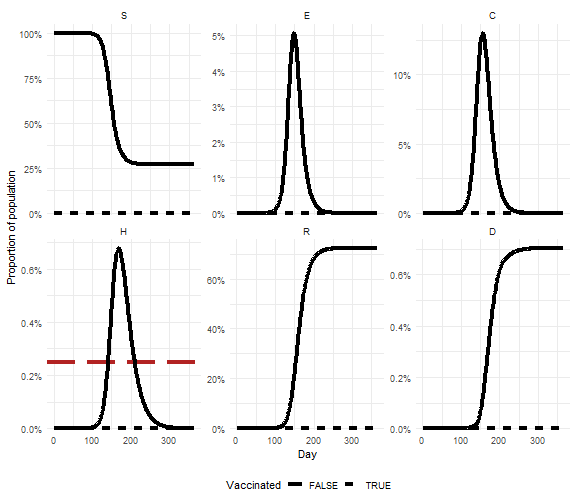 S
E
C
100%
75%
50%
25%
0%
5%
4%
3%
2%
1%
0%
10%
5%
0%
H
R
D
0.6%
0.4%
0.2%
0.0%
60%
40%
20%
0%
0.6%
0.4%
0.2%
0.0%
0 100 200 300
0 100 200 300
0 100 200 300
Proportion of population
Day
Vaccinated FALSE TRUE